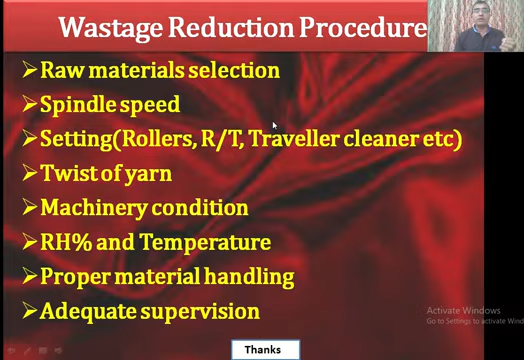 Wastage Reduction Procedure
➢Raw materials selection
➢Spindle speed
➢Setting(Rollers, R/T, Traveller cleaner etc)
➢Twist of yarn
➢Machinery condition
➢RH% and Temperature
➢Proper material handling
➢Adequate supervision
Activate Windows
Go to Settings to activate Wind
Thanks